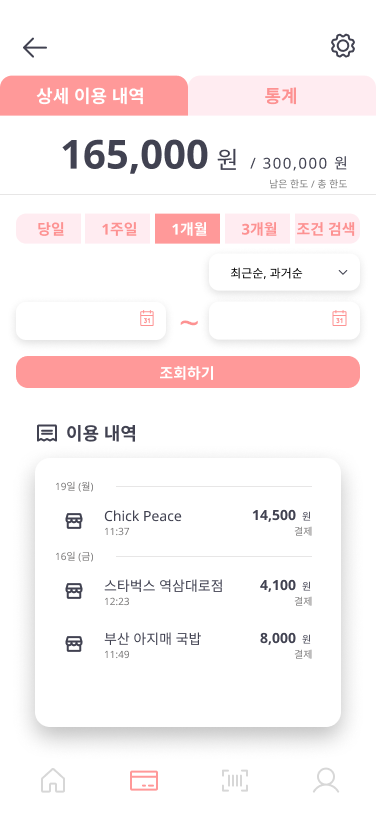 상세 이용 내역 통계
165,000 원 / 300,000 원
남은 한도 / 총 한도
당일 1주일 1개월 3개월 조건 검색
최근순, 과거순
31 ~ 31
조회하기
이용 내역
19일 (월)
Chick Peace 14,500 원
11:37 결제
16일 (금)
스타벅스 역삼대로점 4,100 원
12:23 결제
부산 아지매 국밥 8,000 원
11:49 결제